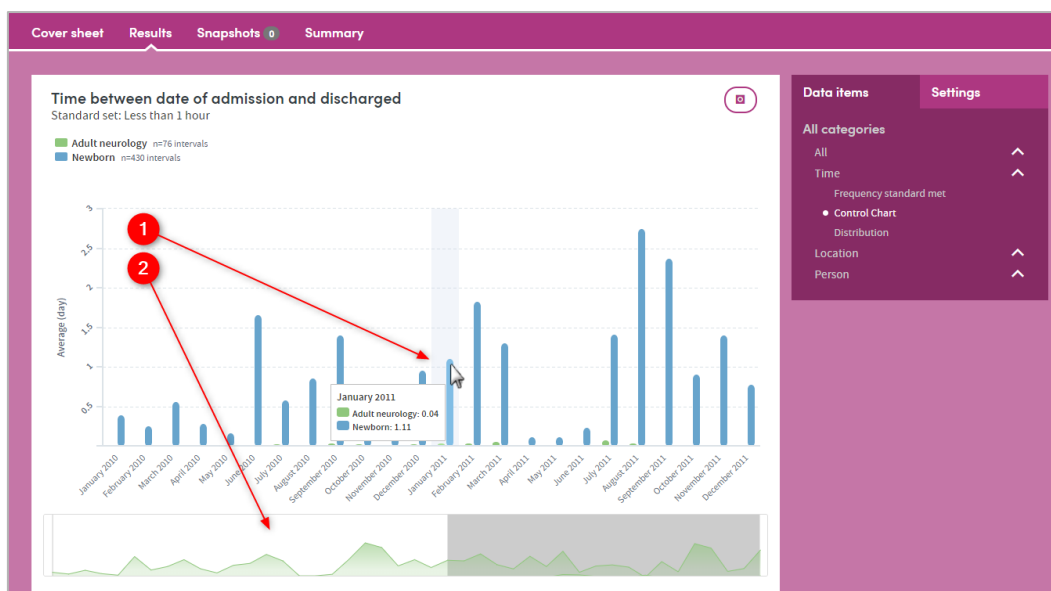 Cover sheet Results Snapshots 0 Summary
Time between date of admission and discharged
Standard set: Less than 1 hour
Adult neurology n=76 intervals
Newborn n=430 intervals
Data items Settings
All categories
All
Time
Frequency standard met
Control Chart
Distribution
Location
Person
1
2
Average (day)
3
2,5
2
1,5
1
0,5
January 2011
Adult neurology: 0.04
Newborn: 1.11
January 2010
February 2010
March 2010
April 2010
May 2010
June 2010
July 2010
August 2010
September 2010
October 2010
November 2010
December 2010
January 2011
February 2011
March 2011
April 2011
May 2011
June 2011
July 2011
August 2011
September 2011
October 2011
November 2011
December 2011